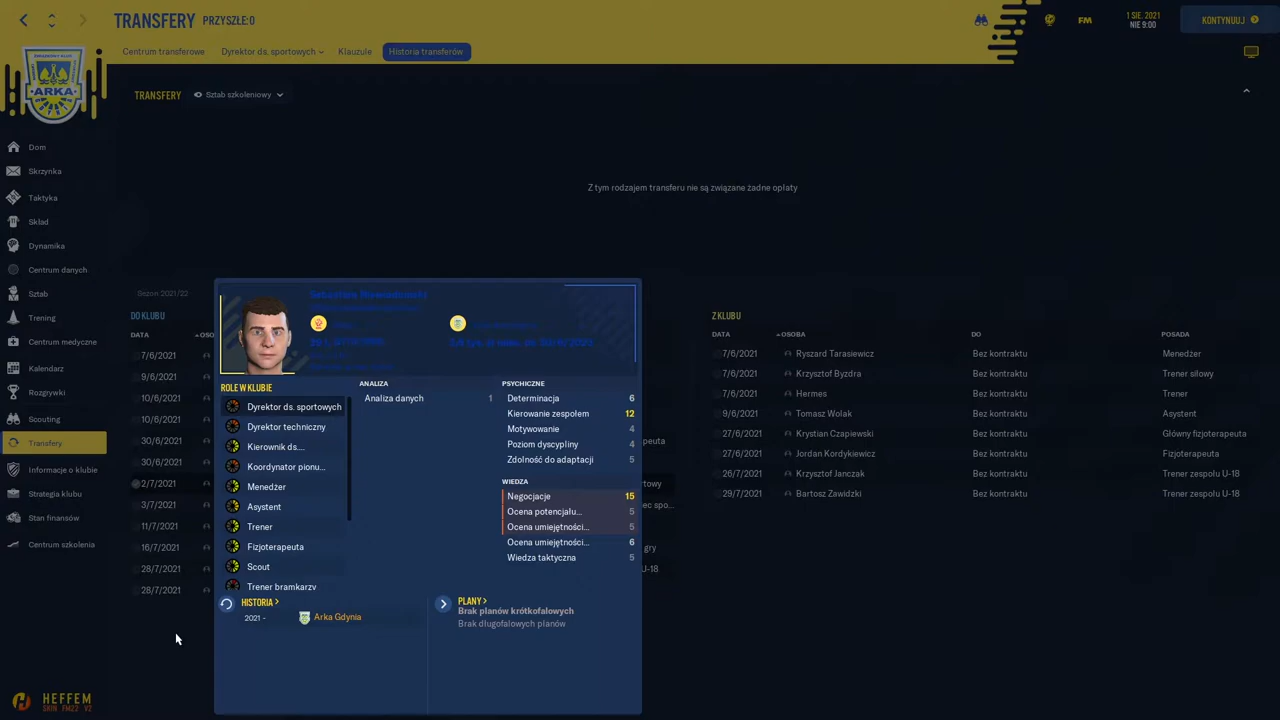 TRANSFERY PRZYSZŁE: 0
FM
1 SIE. 2021
NIE 9:00
KONTYNUUJ
Centrum transferowe
Dyrektor ds. sportowych
Klauzule
Historia transferów
ARKA
TRANSFERY
Sztab szkoleniowy
Z tym rodzajem transferu nie są związane żadne opłaty
Dom
Skrzynka
Taktyka
Skład
Dynamika
Centrum danych
Sztab
Trening
Centrum medyczne
Kalendarz
Rozgrywki
Scouting
Transfery
Informacje o klubie
Strategia klubu
Stan finansów
Centrum szkolenia
HEFFEM
SKIN FM22 V2
Sezon 2021/22
DO KLUBU
DATA
7/6/2021
9/6/2021
10/6/2021
10/6/2021
30/6/2021
30/6/2021
2/7/2021
3/7/2021
11/7/2021
16/7/2021
28/7/2021
28/7/2021
Sebastian Niewiadomski
ROLE W KLUBIE
Dyrektor ds. sportowych
Dyrektor techniczny
Kierownik ds....
Koordynator pionu...
Menedżer
Asystent
Trener
Fizjoterapeuta
Scout
Trener bramkarzy
ANALIZA
Analiza danych 1
PSYCHICZNE
Determinacja 6
Kierowanie zespołem 12
Motywowanie 4
Poziom dyscypliny 4
Zdolność do adaptacji 5
WIEDZA
Negocjacje 15
Ocena potencjału... 5
Ocena umiejętności... 5
Ocena umiejętności... 6
Wiedza taktyczna 5
HISTORIA >
2021 - Arka Gdynia
PLANY >
Brak planów krótkofalowych
Brak długofalowych planów
Z KLUBU
DATA OSOBA DO POSADA
7/6/2021 Ryszard Tarasiewicz Bez kontraktu Menedżer
7/6/2021 Krzysztof Byzdra Bez kontraktu Trener siłowy
7/6/2021 Hermes Bez kontraktu Trener
9/6/2021 Tomasz Wolak Bez kontraktu Asystent
27/6/2021 Krystian Czapiewski Bez kontraktu Główny fizjoterapeuta
27/6/2021 Jordan Kordykiewicz Bez kontraktu Fizjoterapeuta
26/7/2021 Krzysztof Janczak Bez kontraktu Trener zespołu U-18
29/7/2021 Bartosz Zawidzki Bez kontraktu Trener zespołu U-18